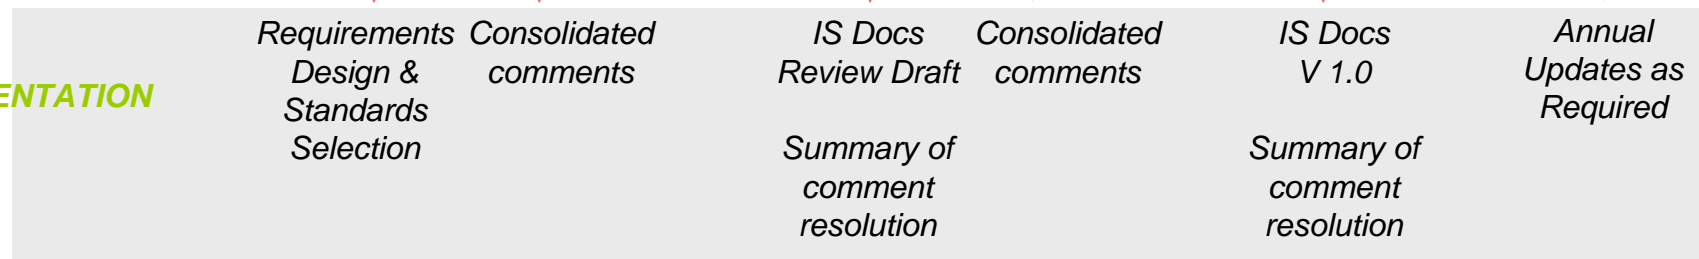 ENTATION
Requirements
Design &
Standards
Selection
Consolidated
comments
IS Docs
Review Draft
Summary of
comment
resolution
Consolidated
comments
IS Docs
V 1.0
Summary of
comment
resolution
Annual
Updates as
Required